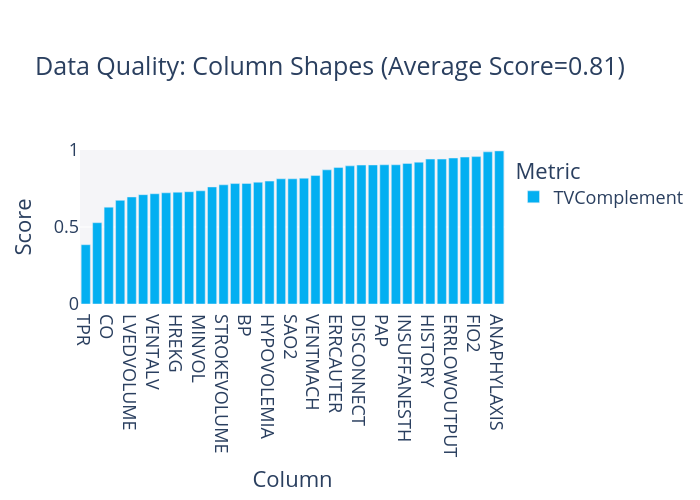 Data Quality: Column Shapes (Average Score=0.81)
Metric
TVComplement
Score
1
0.5
0
TPR
CO
LVEDVOLUME
VENTALV
HREKG
MINVOL
STROKEVOLUME
BP
HYPOVOLEMIA
SAO2
VENTMACH
ERRCAUTER
DISCONNECT
PAP
INSUFFANESTH
HISTORY
ERRLOWOUTPUT
FIO2
ANAPHYLAXIS
Column